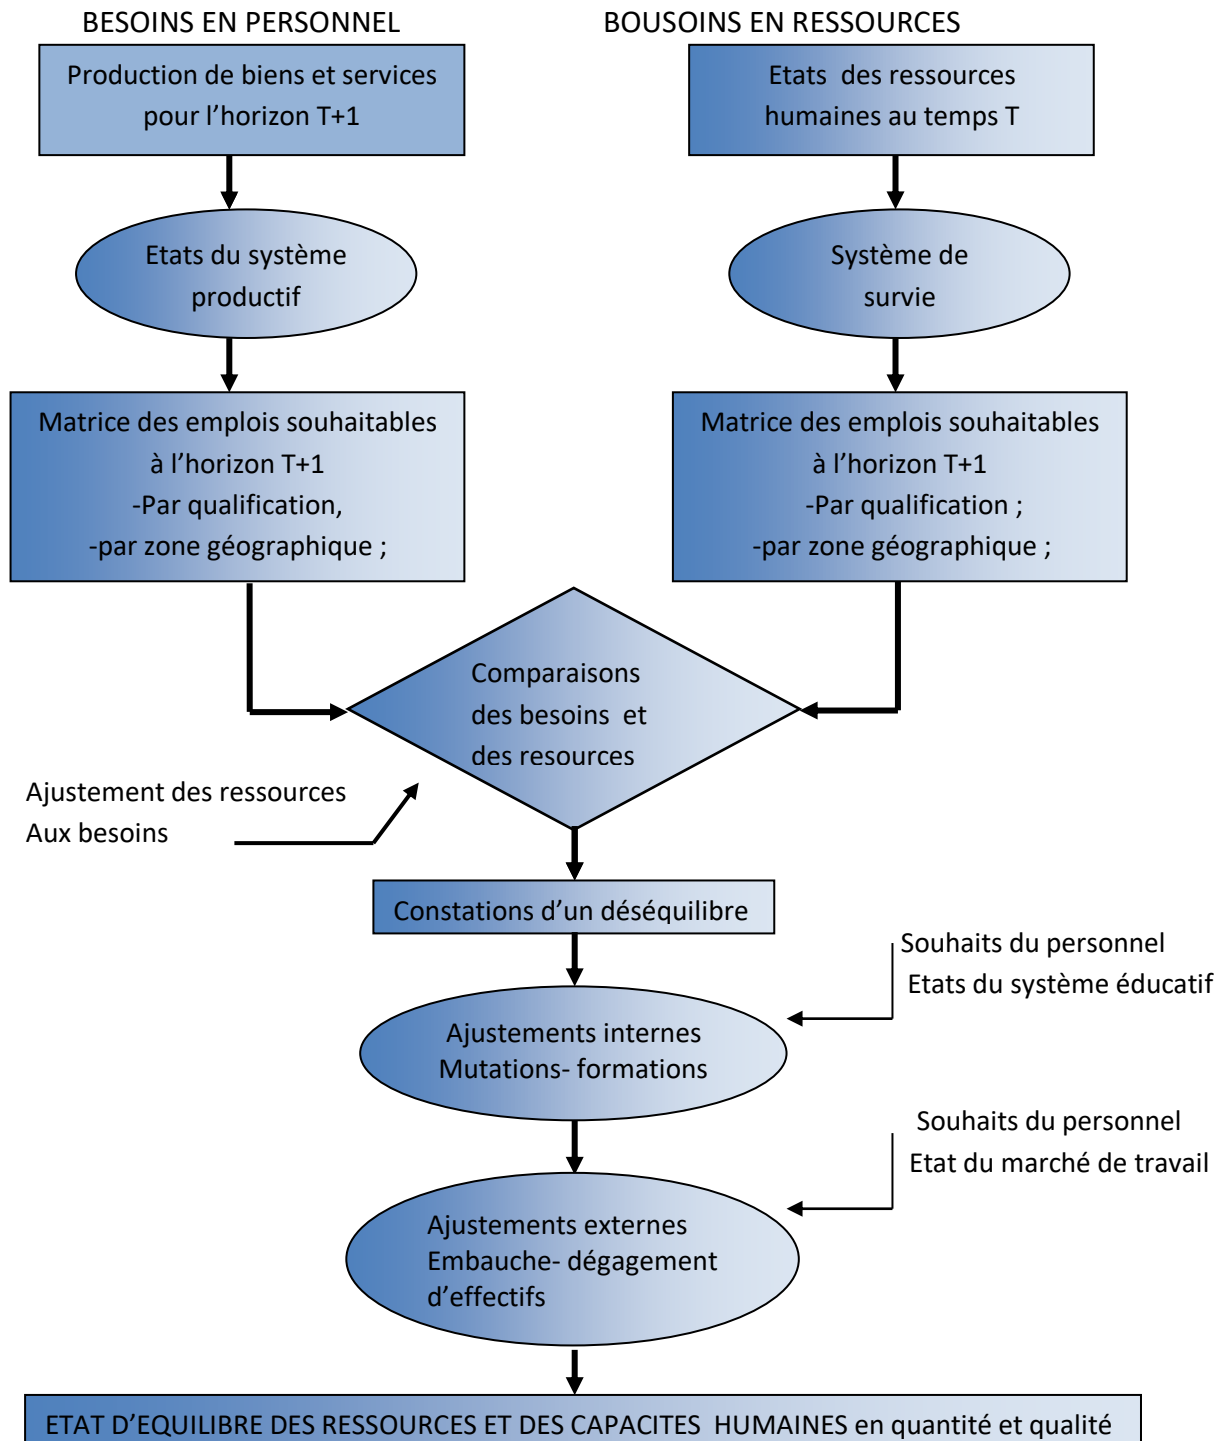 BESOINS EN PERSONNEL
BOUSOINS EN RESSOURCES
Production de biens et services
pour l’horizon T+1
Etats des ressources
humaines au temps T
Etats du système
productif
Système de
survie
Matrice des emplois souhaitables
à l’horizon T+1
-Par qualification,
-par zone géographique ;
Matrice des emplois souhaitables
à l’horizon T+1
-Par qualification ;
-par zone géographique ;
Comparaisons
des besoins et
des resources
Ajustement des ressources
Aux besoins
Constations d’un déséquilibre
Souhaits du personnel
Etats du système éducatif
Ajustements internes
Mutations- formations
Souhaits du personnel
Etat du marché de travail
Ajustements externes
Embauche- dégagement
d’effectifs
ETAT D’EQUILIBRE DES RESSOURCES ET DES CAPACITES HUMAINES en quantité et qualité